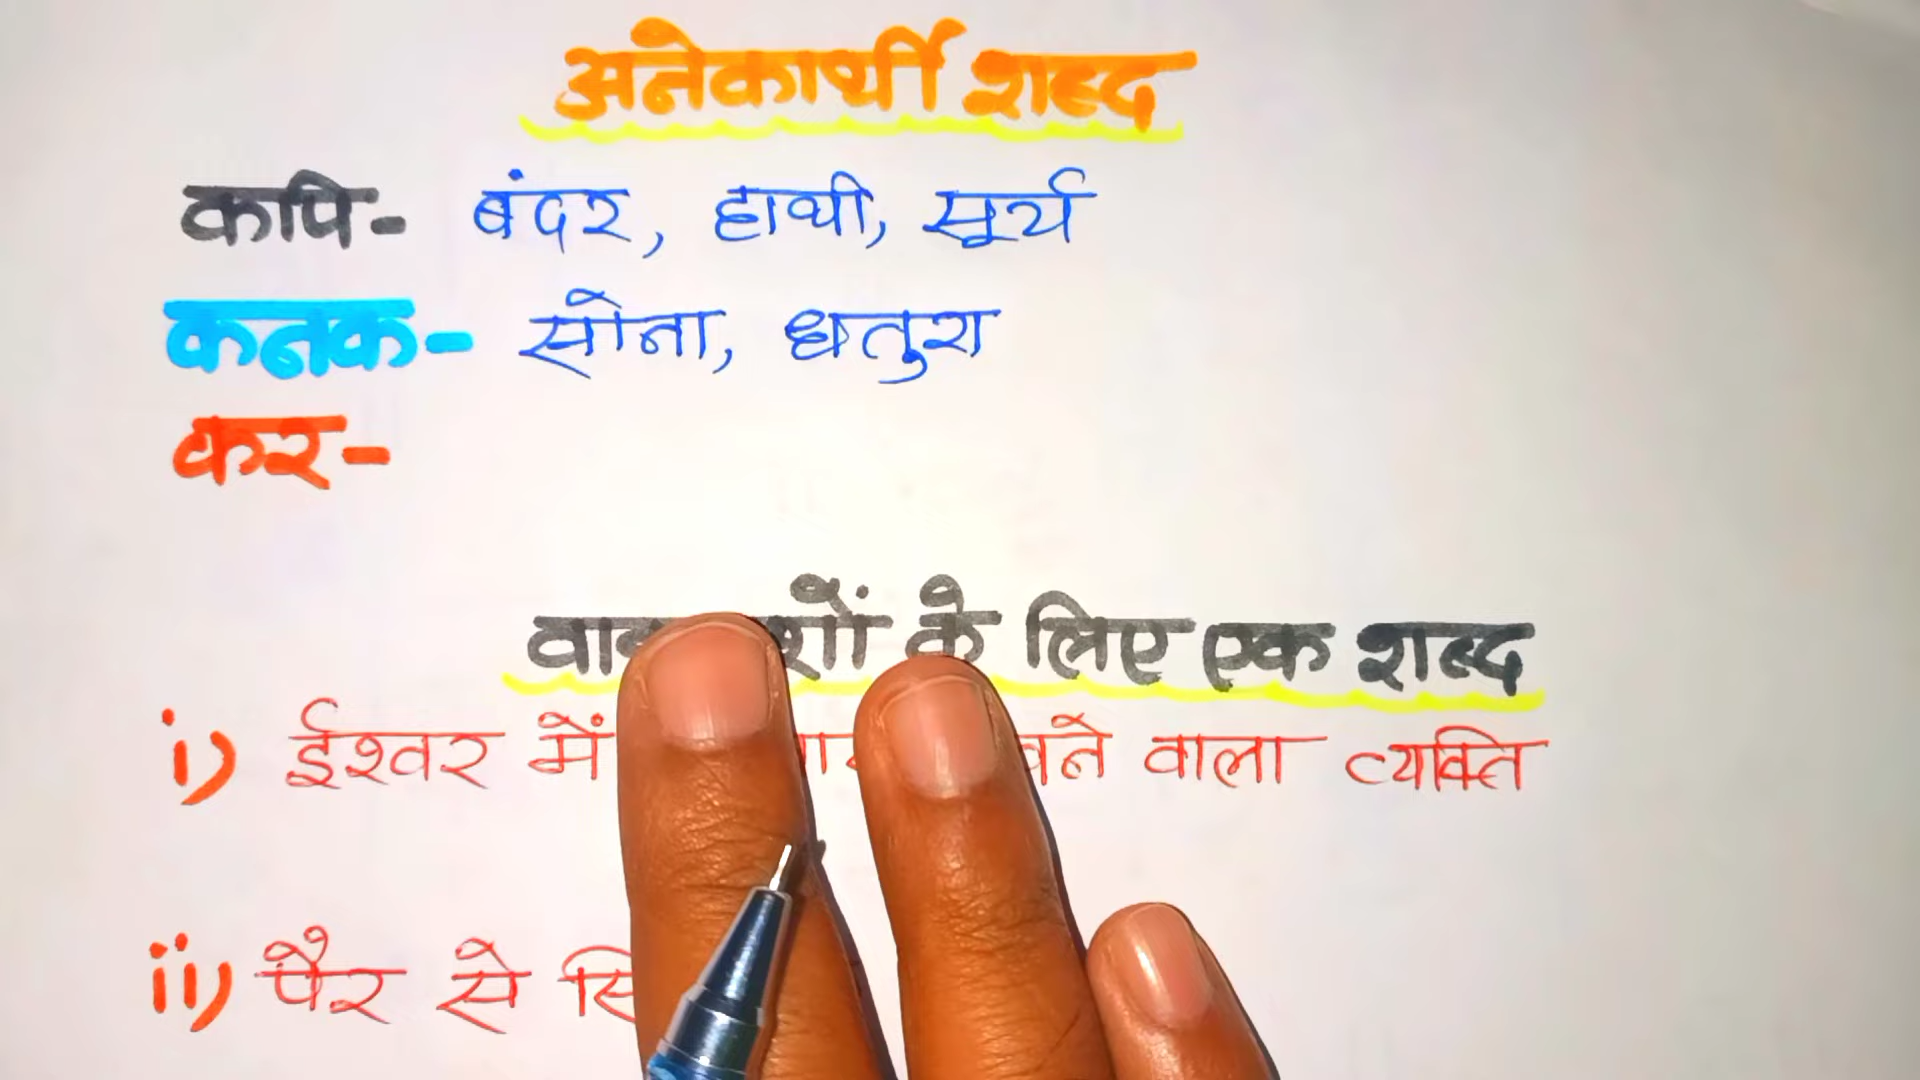 अनेकार्थी शब्द
कपि- बंदर, हाथी, सूर्य
कनक- सोना, धतुरा
कर-
के लिए एक शब्द
i) ईश्वर में वाला व्यक्ति
ii) पैर से